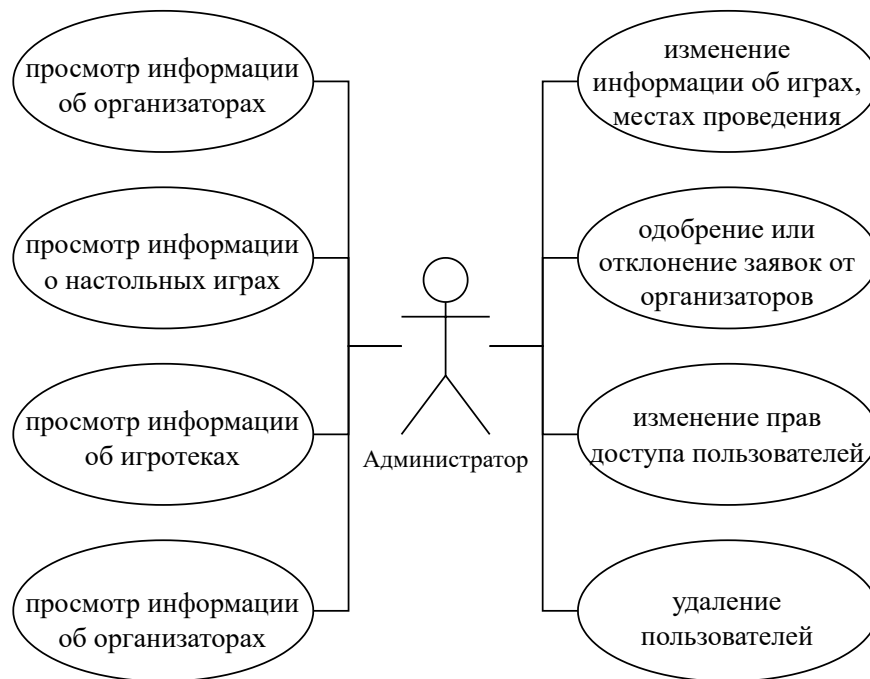 просмотр информации
об организаторах
просмотр информации
о настольных играх
просмотр информации
об игротеках
просмотр информации
об организаторах
Администратор
изменение
информации об играх,
местах проведения
одобрение или
отклонение заявок от
организаторов
изменение прав
доступа пользователей
удаление
пользователей